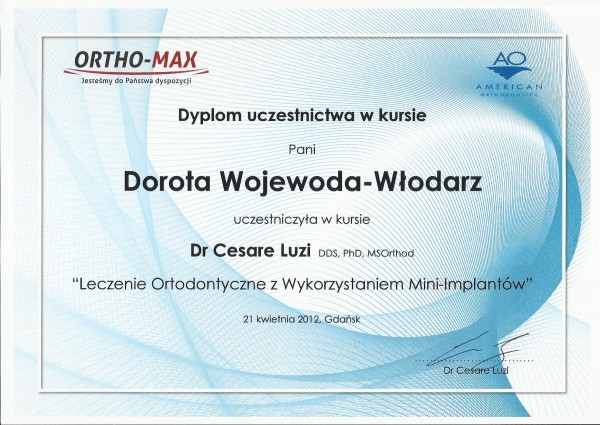 ORTHO-MAX
Jesteśmy do Państwa dyspozycji
AO
AMERICAN
ORTHODONTICS
Dyplom uczestnictwa w kursie
Pani
Dorota Wojewoda-Włodarz
uczestniczyła w kursie
Dr Cesare Luzi DDS, PhD, MSOrthod
“Leczenie Ortodontyczne z Wykorzystaniem Mini-Implantów”
21 kwietnia 2012, Gdańsk
Dr Cesare Luzi